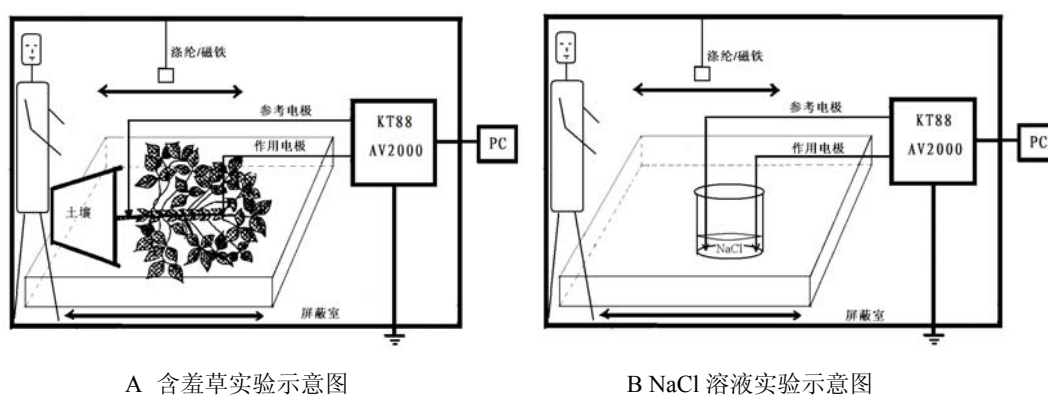 涤纶/磁铁
参考电极
作用电极
KT88
AV2000
PC
土壤
屏蔽室
A 含羞草实验示意图
涤纶/磁铁
参考电极
作用电极
KT88
AV2000
PC
NaCl
屏蔽室
B NaCl 溶液实验示意图